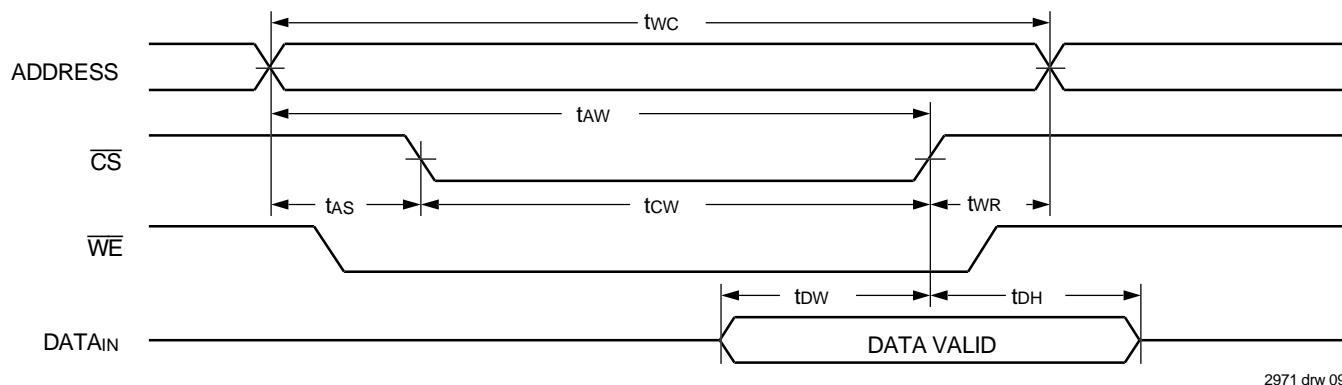 tWC
ADDRESS
tAW
CS
tAS
tCW
tWR
WE
tDW
tDH
DATAIN
DATA VALID
2971 drw 09